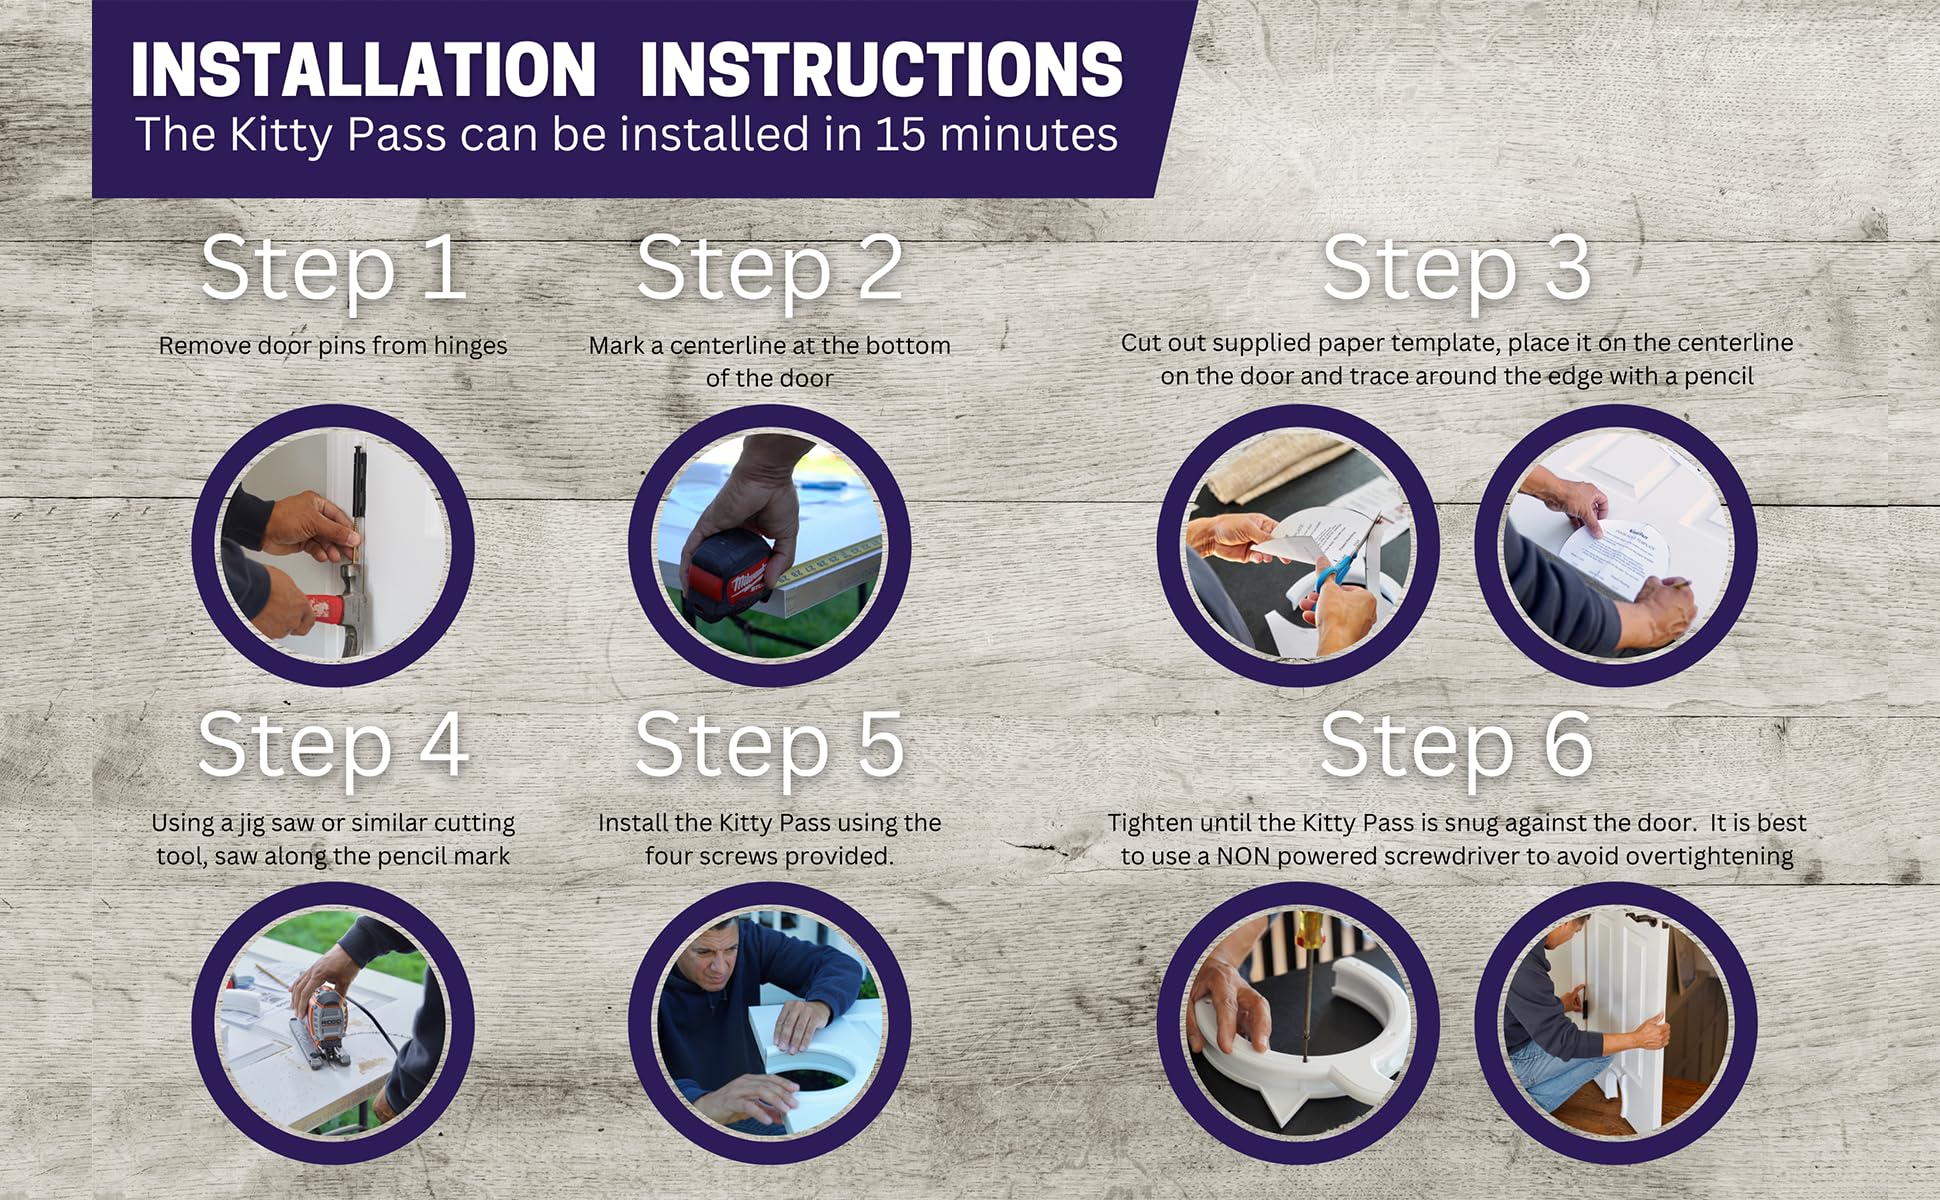 INSTALLATION INSTRUCTIONS
The Kitty Pass can be installed in 15 minutes
Step 1
Remove door pins from hinges
Step 2
Mark a centerline at the bottom
of the door
Step 3
Cut out supplied paper template, place it on the centerline
on the door and trace around the edge with a pencil
Milwaukee
Step 4
Using a jig saw or similar cutting
tool, saw along the pencil mark
Step 5
Install the Kitty Pass using the
four screws provided.
Step 6
Tighten until the Kitty Pass is snug against the door. It is best
to use a NON powered screwdriver to avoid overtightening
RIDGID